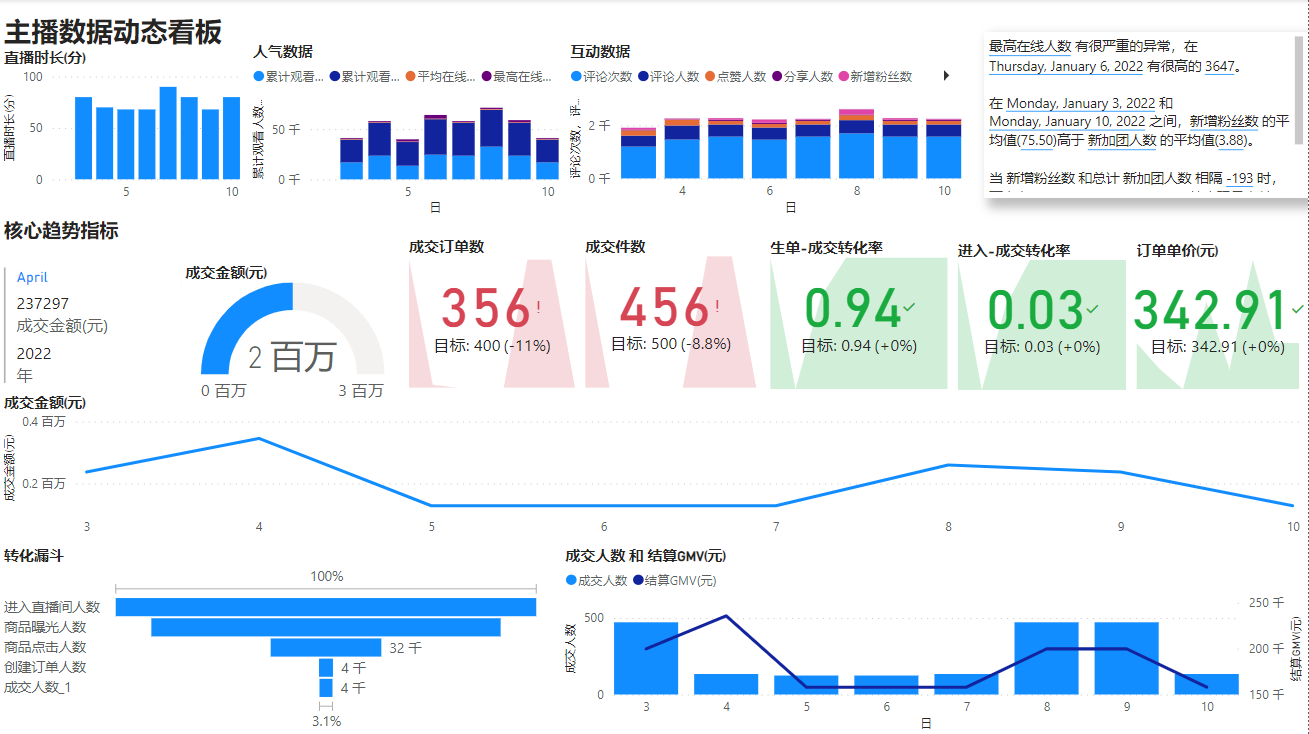 主播数据动态看板
直播时长(分)
100
50
0
直播时长(分)
5
10
人气数据
累计观看...
累计观看...
平均在线...
最高在线...
累计观看人数...
50 千
0 千
5
10
日
互动数据
评论次数
评论人数
点赞人数
分享人数
新增粉丝数
评论次数, 评...
2 千
0 千
4
6
8
10
日
最高在线人数 有很严重的异常，在
Thursday, January 6, 2022 有很高的 3647。
在 Monday, January 3, 2022 和
Monday, January 10, 2022 之间，新增粉丝数 的平
均值(75.50)高于 新加团人数 的平均值(3.88)。
当 新增粉丝数 和总计 新加团人数 相隔 -193 时，
核心趋势指标
April
237297
成交金额(元)
2022
年
成交金额(元)
2 百万
0 百万
3 百万
成交订单数
356!
目标: 400 (-11%)
成交件数
456!
目标: 500 (-8.8%)
生单-成交转化率
0.94
目标: 0.94 (+0%)
进入-成交转化率
0.03
目标: 0.03 (+0%)
订单单价(元)
342.91
目标: 342.91 (+0%)
成交金额(元)
0.4 百万
0.2 百万
成交金额(元)
3
4
5
6
7
8
9
10
转化漏斗
100%
进入直播间人数
商品曝光人数
商品点击人数
32 千
创建订单人数
4 千
成交人数_1
4 千
3.1%
成交人数 和 结算GMV(元)
成交人数
结算GMV(元)
成交人数
500
0
250 千
200 千
150 千
结算GMV(元)
3
4
5
6
7
8
9
10
日